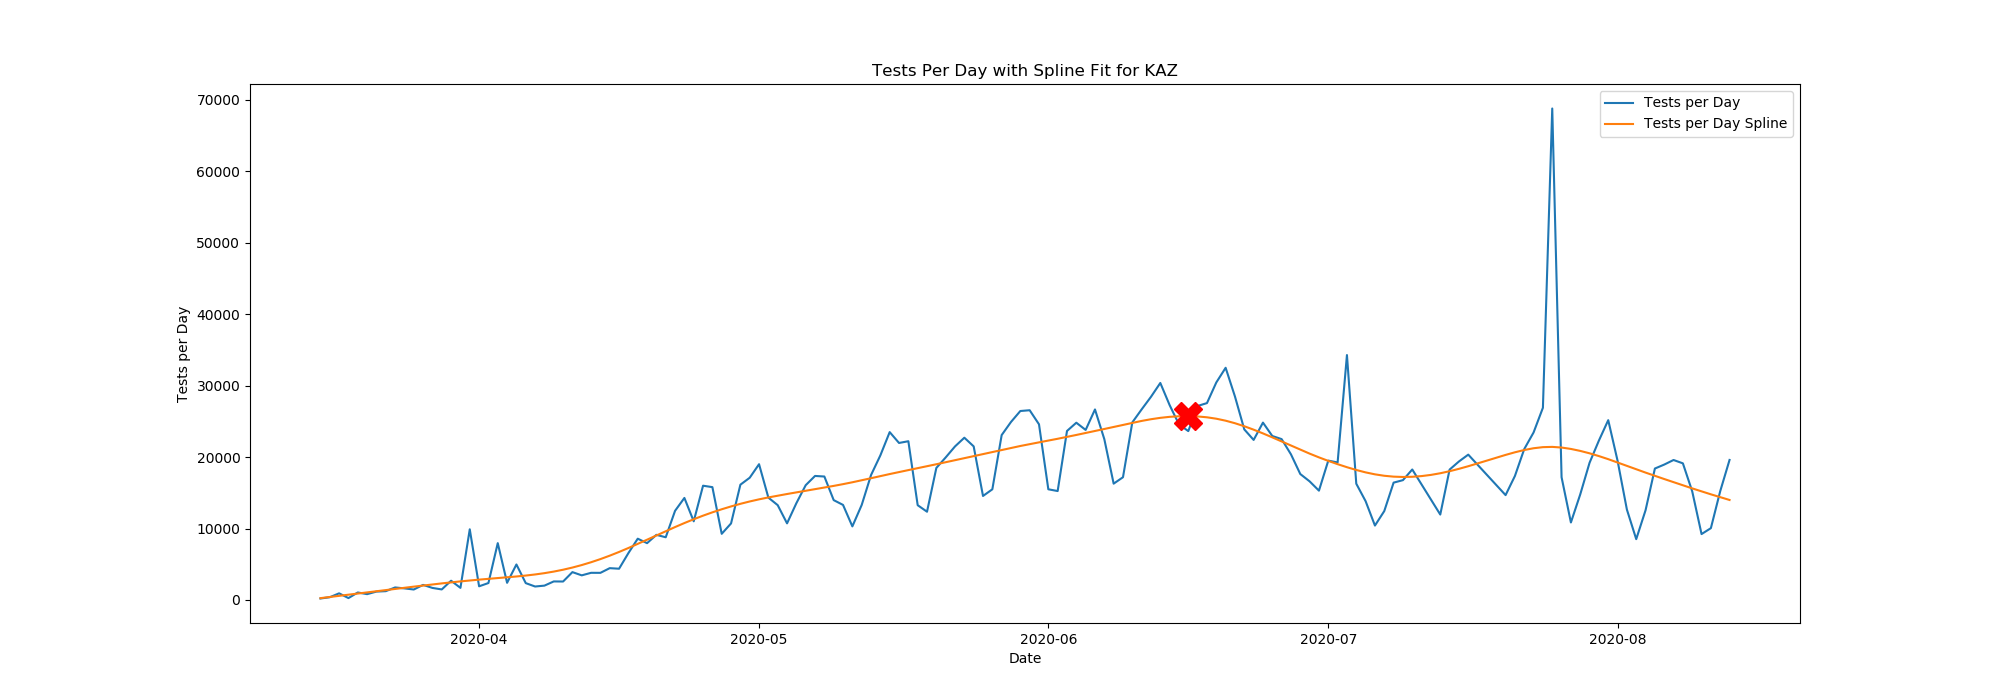 Tests Per Day with Spline Fit for KAZ
Tests per Day
Tests per Day Spline
70000
60000
50000
40000
30000
20000
10000
0
Tests per Day
2020-04
2020-05
2020-06
2020-07
2020-08
Date